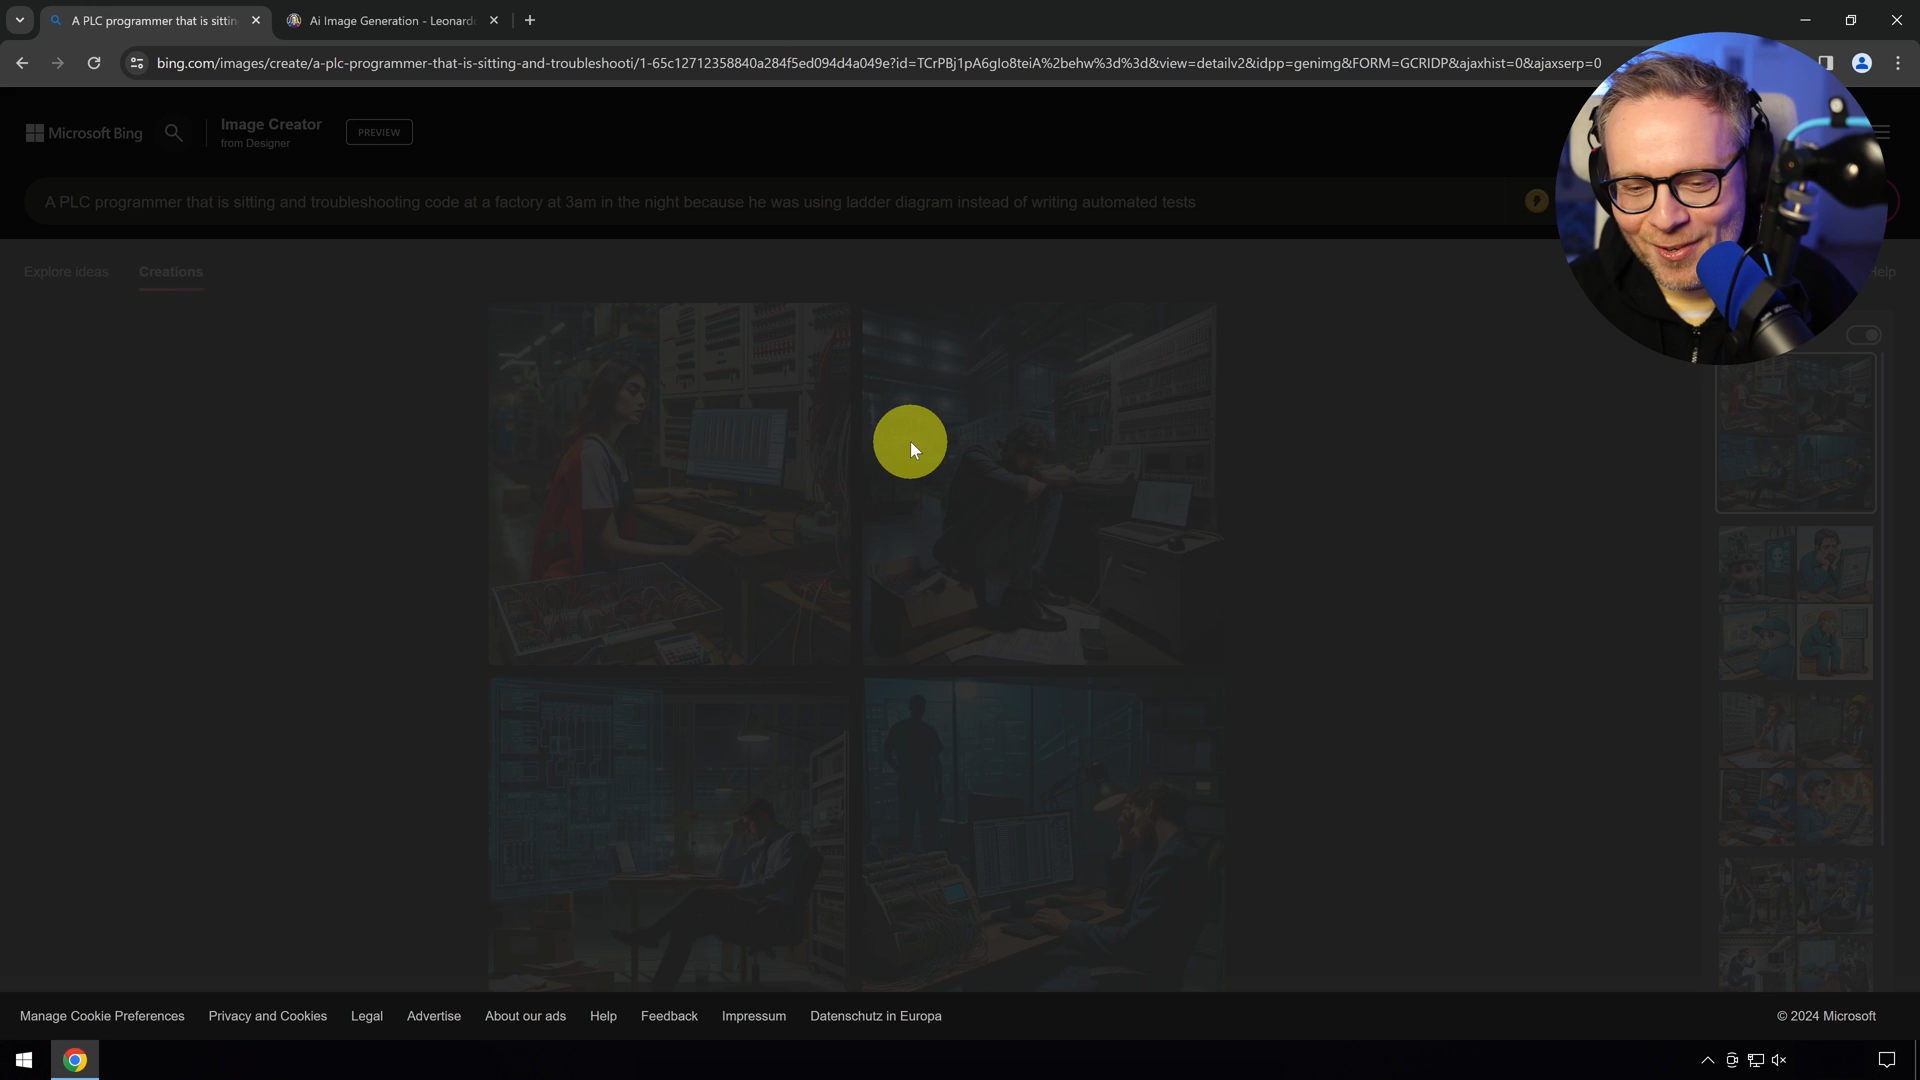 A PLC programmer that is sittin
Ai Image Generation - Leonard
bing.com/images/create/a-plc-programmer-that-is-sitting-and-troubleshooti/1-65c12712358840a284f5ed094d4a049e?id=TCrPBj1pA6glo8teiA%2behw%3d%3d&view=detailv2&idpp=genimg&FORM=GCRIDP&ajaxhist=0&ajaxserp=0
Microsoft Bing
Image Creator
from Designer
PREVIEW
A PLC programmer that is sitting and troubleshooting code at a factory at 3am in the night because he was using ladder diagram instead of writing automated tests
Explore Ideas
Creations
Help
Manage Cookie Preferences
Privacy and Cookies
Legal
Advertise
About our ads
Help
Feedback
Impressum
Datenschutz in Europa
© 2024 Microsoft